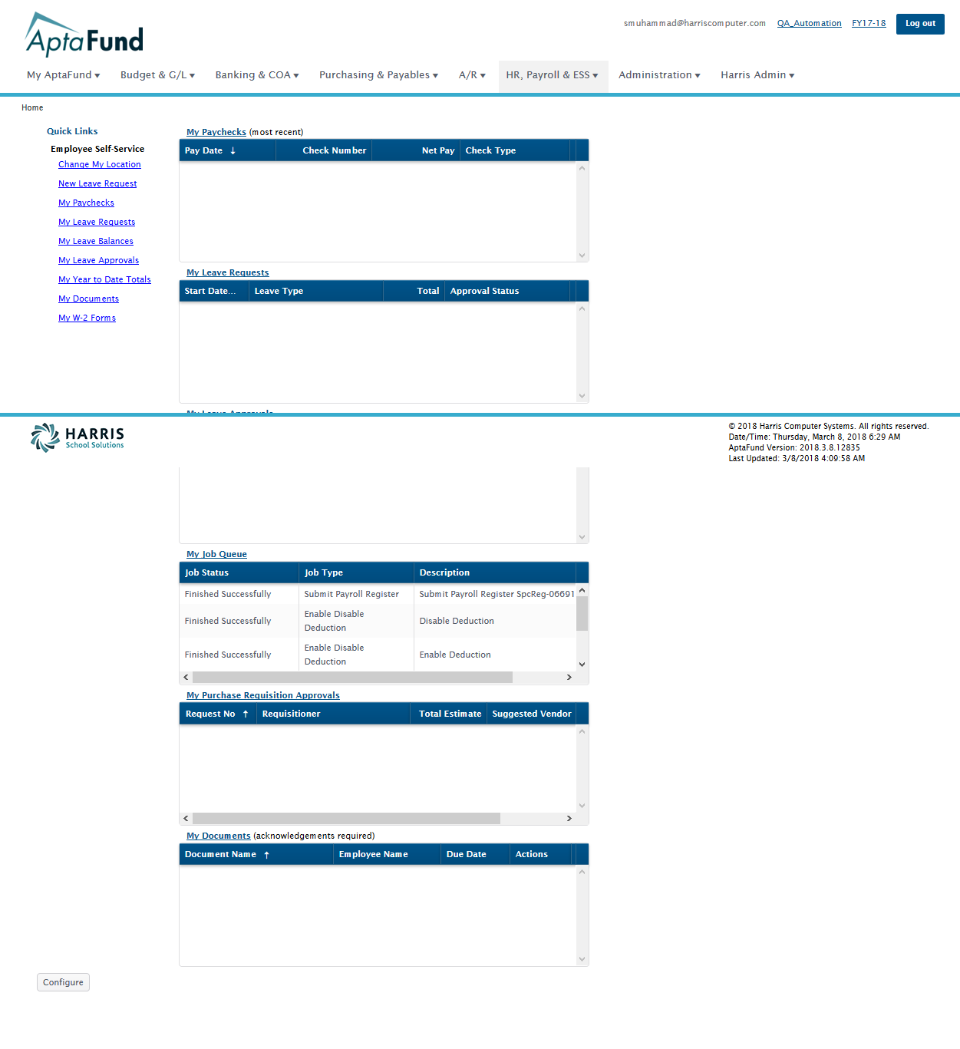 AptaFund
smuhammad@harriscomputer.com QA_Automation FY17-18 Log out
My AptaFund Budget & G/L Banking & COA Purchasing & Payables A/R HR, Payroll & ESS Administration Harris Admin
Home
Quick Links
Employee Self-Service
Change My Location
New Leave Request
My Paychecks
My Leave Requests
My Leave Balances
My Leave Approvals
My Year to Date Totals
My Documents
My W-2 Forms
My Paychecks (most recent)
Pay Date ↓ Check Number Net Pay Check Type
My Leave Requests
Start Date... Leave Type Total Approval Status
My Leave Approvals
HARRIS
School Solutions
© 2018 Harris Computer Systems. All rights reserved.
Date/Time: Thursday, March 8, 2018 6:29 AM
AptaFund Version: 2018.3.8.12835
Last Updated: 3/8/2018 4:09:58 AM
My Job Queue
Job Status Job Type Description
Finished Successfully Submit Payroll Register Submit Payroll Register SpcReg-06691
Finished Successfully Enable Disable Deduction Disable Deduction
Finished Successfully Enable Disable Deduction Enable Deduction
My Purchase Requisition Approvals
Request No ↑ Requisitioner Total Estimate Suggested Vendor
My Documents (acknowledgements required)
Document Name ↑ Employee Name Due Date Actions
Configure